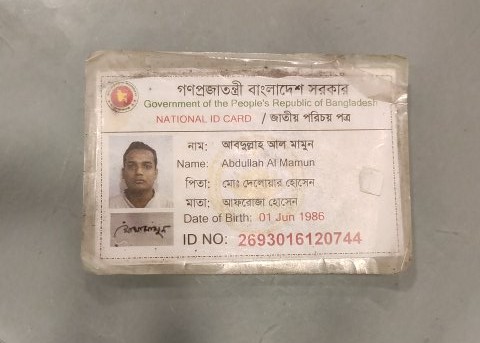 গণপ্রজাতন্ত্রী বাংলাদেশ সরকার
Government of the People's Republic of Bangladesh
NATIONAL ID CARD / জাতীয় পরিচয় পত্র
নাম: আবদুল্লাহ আল মামুন
Name: Abdullah Al Mamun
পিতা: মোঃ দেলোয়ার হোসেন
মাতা: আফরোজা হোসেন
Date of Birth: 01 Jun 1986
ID NO: 2693016120744